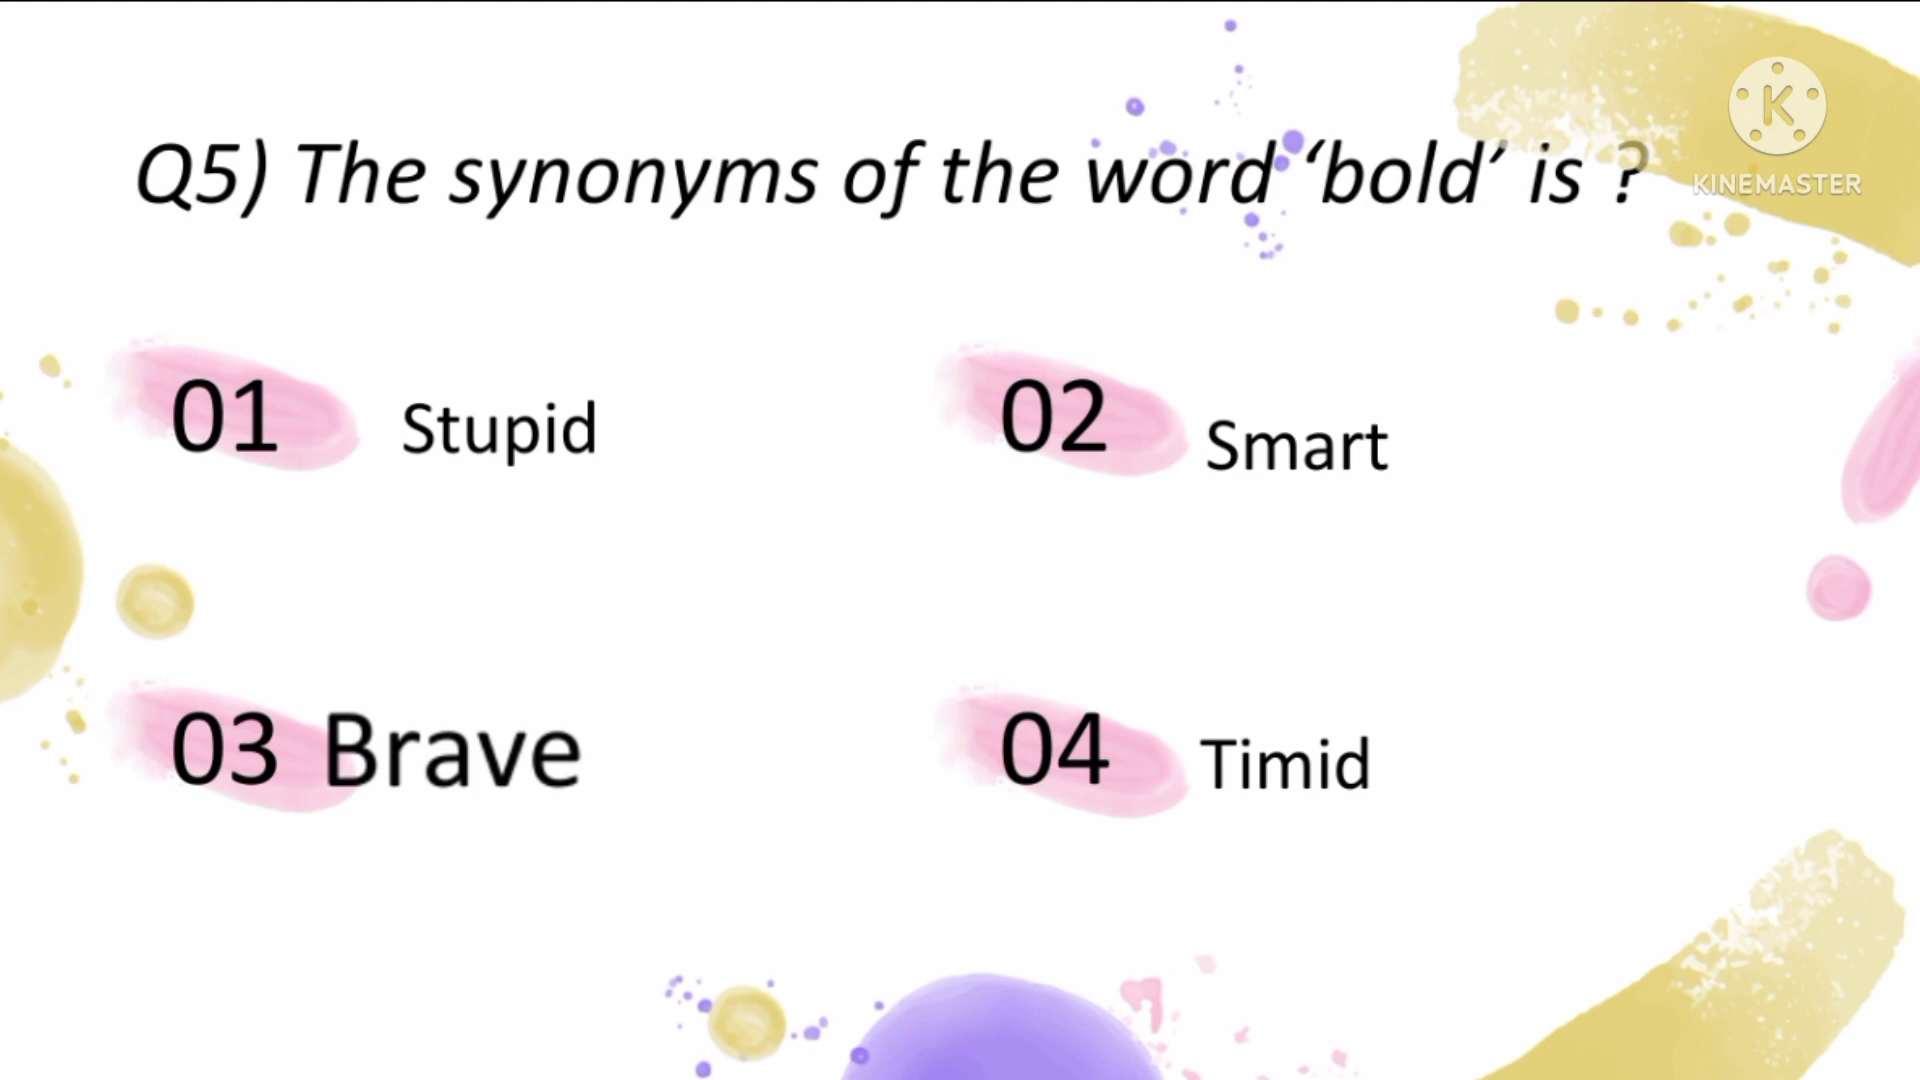 Q5) The synonyms of the word ‘bold’ is ?
KINEMASTER
01 Stupid
02 Smart
03 Brave
04 Timid